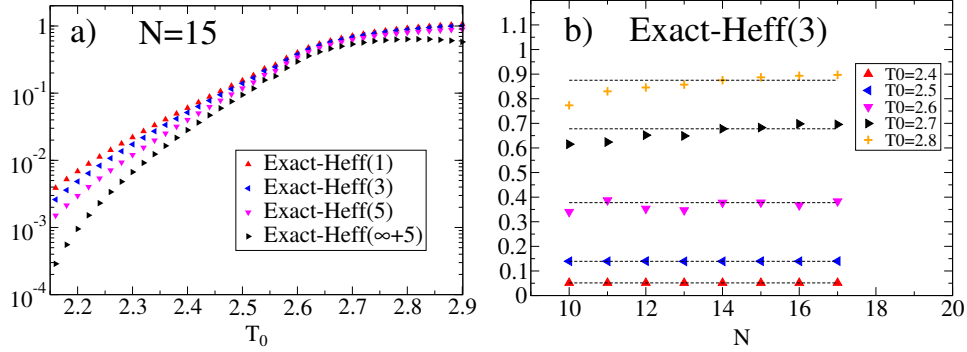 a) N=15
1
10^-1
10^-2
10^-3
10^-4
Exact-Heff(1)
Exact-Heff(3)
Exact-Heff(5)
Exact-Heff(∞+5)
2.2 2.3 2.4 2.5 2.6 2.7 2.8 2.9
T_0
b) Exact-Heff(3)
1.1
1
0.9
0.8
0.7
0.6
0.5
0.4
0.3
0.2
0.1
0
T0=2.4
T0=2.5
T0=2.6
T0=2.7
T0=2.8
10 12 14 16 18 20
N